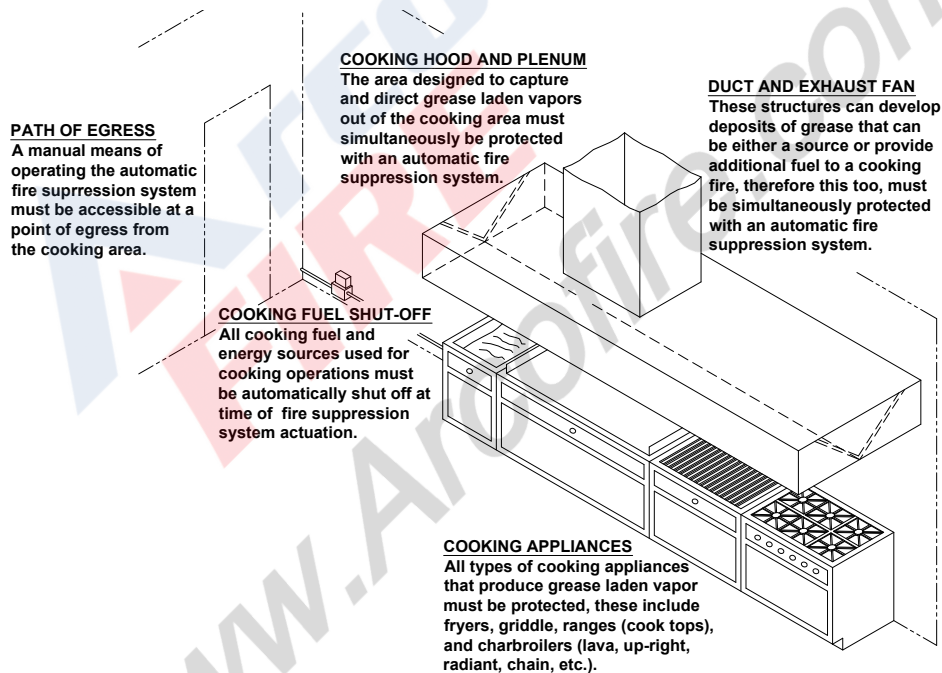 PATH OF EGRESS
A manual means of
operating the automatic
fire suprression system
must be accessible at a
point of egress from
the cooking area.
COOKING HOOD AND PLENUM
The area designed to capture
and direct grease laden vapors
out of the cooking area must
simultaneously be protected
with an automatic fire
suppression system.
DUCT AND EXHAUST FAN
These structures can develop
deposits of grease that can
be either a source or provide
additional fuel to a cooking
fire, therefore this too, must
be simultaneously protected
with an automatic fire
suppression system.
COOKING FUEL SHUT-OFF
All cooking fuel and
energy sources used for
cooking operations must
be automatically shut off at
time of fire suppression
system actuation.
COOKING APPLIANCES
All types of cooking appliances
that produce grease laden vapor
must be protected, these include
fryers, griddle, ranges (cook tops),
and charbroilers (lava, up-right,
radiant, chain, etc.).
Arco
FIRE
www.Arcofire.com